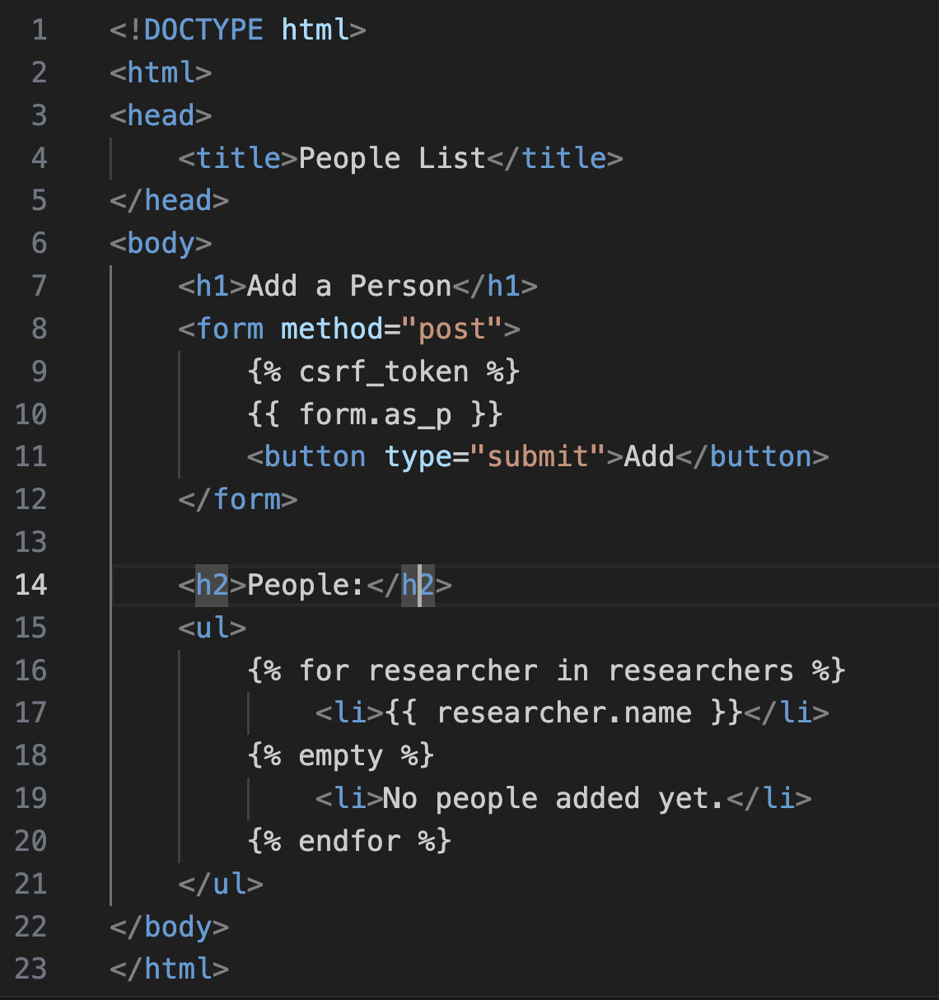 1 <!DOCTYPE html>
2 <html>
3 <head>
4     <title>People List</title>
5 </head>
6 <body>
7     <h1>Add a Person</h1>
8     <form method="post">
9         {% csrf_token %}
10         {{ form.as_p }}
11         <button type="submit">Add</button>
12     </form>
13
14     <h2>People:</h2>
15     <ul>
16         {% for researcher in researchers %}
17             <li>{{ researcher.name }}</li>
18         {% empty %}
19             <li>No people added yet.</li>
20         {% endfor %}
21     </ul>
22 </body>
23 </html>